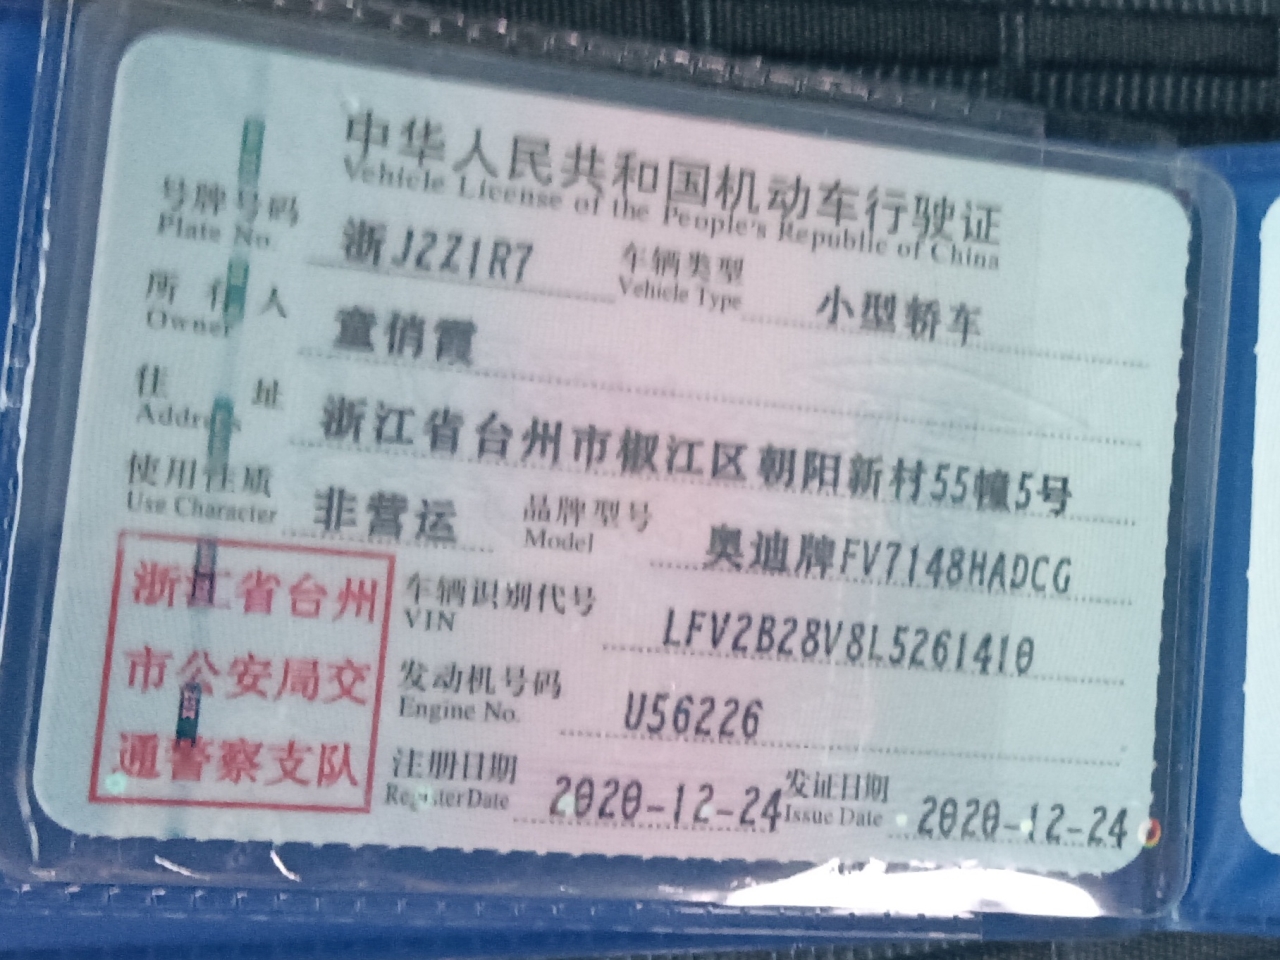 中华人民共和国机动车行驶证
Vehicle License of the People's Republic of China
号牌号码 浙J2Z1R7 车辆类型 小型轿车
Plate No. Vehicle Type
所有人 童俏霞
Owner
住址 浙江省台州市椒江区朝阳新村55幢5号
Address
使用性质 非营运 品牌型号 奥迪牌FV7148HADCG
Use Character Model
浙江省台州
市公安局交
通警察支队
车辆识别代号 LFV2B28V8L5261410
VIN
发动机号码 U56226
Engine No.
注册日期 2020-12-24 发证日期 2020-12-24
Register Date Issue Date